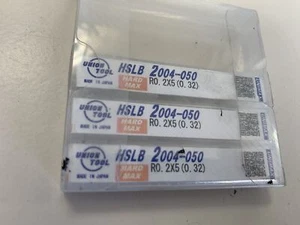 UNION TOOL
MADE IN JAPAN
HSLB 2004-050
HARD MAX
R0.2X5(0.32)
UNION TOOL
MADE IN JAPAN
HSLB 2004-050
HARD MAX
R0.2X5(0.32)
UNION TOOL
MADE IN JAPAN
HSLB 2004-050
HARD MAX
R0.2X5(0.32)